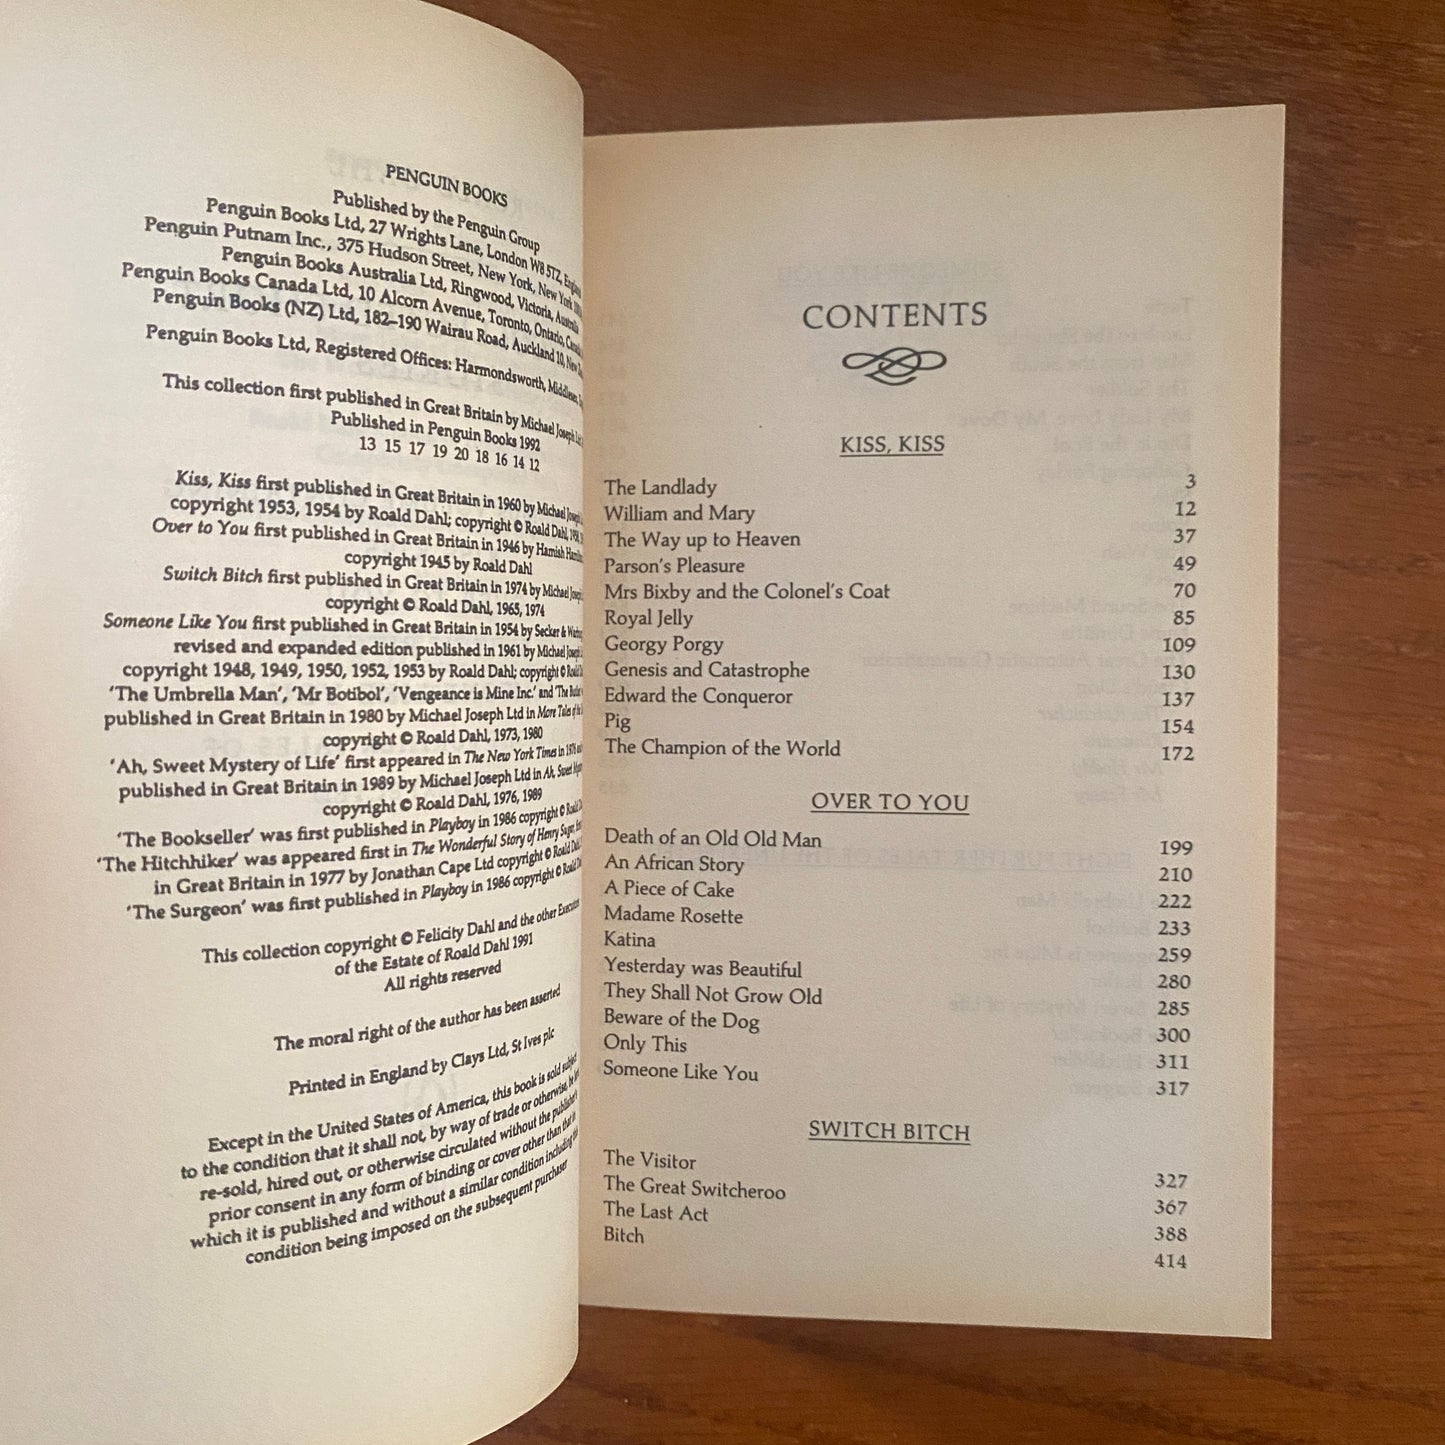 PENGUIN BOOKS
Published by the Penguin Group
Penguin Books Ltd, 27 Wrights Lane, London W8 5TZ, England
Penguin Putnam Inc., 375 Hudson Street, New York, New York
Penguin Books Australia Ltd, Ringwood, Victoria, Australia
Penguin Books Canada Ltd, 10 Alcorn Avenue, Toronto, Ontario,
Penguin Books (NZ) Ltd, 182–190 Wairau Road, Auckland 10, New
Penguin Books Ltd, Registered Offices: Harmondsworth, Middlesex,
This collection first published in Great Britain by Michael Joseph Ltd
Published in Penguin Books 1992
13 15 17 19 20 18 16 14 12
Kiss, Kiss first published in Great Britain in 1960 by Michael Joseph
copyright 1953, 1954 by Roald Dahl; copyright © Roald Dahl, 1958,
Over to You first published in Great Britain in 1946 by Hamish
copyright 1945 by Roald Dahl
Switch Bitch first published in Great Britain in 1974 by Michael Joseph
copyright © Roald Dahl, 1965, 1974
Someone Like You first published in Great Britain in 1954 by Secker &
revised and expanded edition published in 1961 by Michael Joseph
copyright 1948, 1949, 1950, 1952, 1953 by Roald Dahl; copyright © Roald
'The Umbrella Man', 'Mr Botibol', 'Vengeance is Mine Inc.' and 'The
published in Great Britain in 1980 by Michael Joseph Ltd in More Tales of the
copyright © Roald Dahl, 1973, 1980
'Ah, Sweet Mystery of Life' first appeared in The New York Times in 1976
published in Great Britain in 1989 by Michael Joseph Ltd in Ah, Sweet
copyright © Roald Dahl, 1976, 1989
'The Bookseller' was first published in Playboy in 1986 copyright © Roald
'The Hitchhiker' was appeared first in The Wonderful Story of Henry Sugar,
in Great Britain in 1977 by Jonathan Cape Ltd copyright © Roald
'The Surgeon' was first published in Playboy in 1986 copyright © Roald
This collection copyright © Felicity Dahl and the other Executors
of the Estate of Roald Dahl 1991
All rights reserved
The moral right of the author has been asserted
Printed in England by Clays Ltd, St Ives plc
Except in the United States of America, this book is sold subject
to the condition that it shall not, by way of trade or otherwise, be
re-sold, hired out, or otherwise circulated without the publisher's
prior consent in any form of binding or cover other than that in
which it is published and without a similar condition including this
condition being imposed on the subsequent purchaser
CONTENTS
KISS, KISS
The Landlady 3
William and Mary 12
The Way up to Heaven 37
Parson's Pleasure 49
Mrs Bixby and the Colonel's Coat 70
Royal Jelly 85
Georgy Porgy 109
Genesis and Catastrophe 130
Edward the Conqueror 137
Pig 154
The Champion of the World 172
OVER TO YOU
Death of an Old Old Man 199
An African Story 210
A Piece of Cake 222
Madame Rosette 233
Katina 259
Yesterday was Beautiful 280
They Shall Not Grow Old 285
Beware of the Dog 300
Only This 311
Someone Like You 317
SWITCH BITCH
The Visitor 327
The Great Switcheroo 367
The Last Act 388
Bitch 414